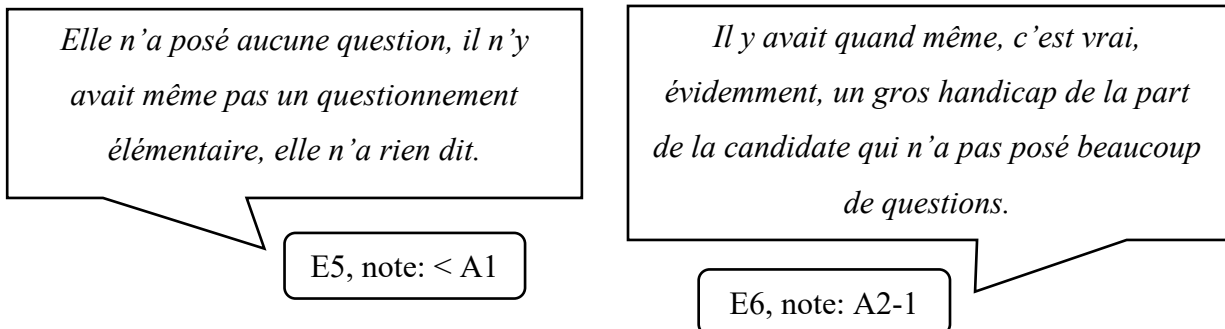 Elle n'a posé aucune question, il n'y
avait même pas un questionnement
élémentaire, elle n'a rien dit.
E5, note: < A1
Il y avait quand même, c'est vrai,
évidemment, un gros handicap de la part
de la candidate qui n'a pas posé beaucoup
de questions.
E6, note: A2-1